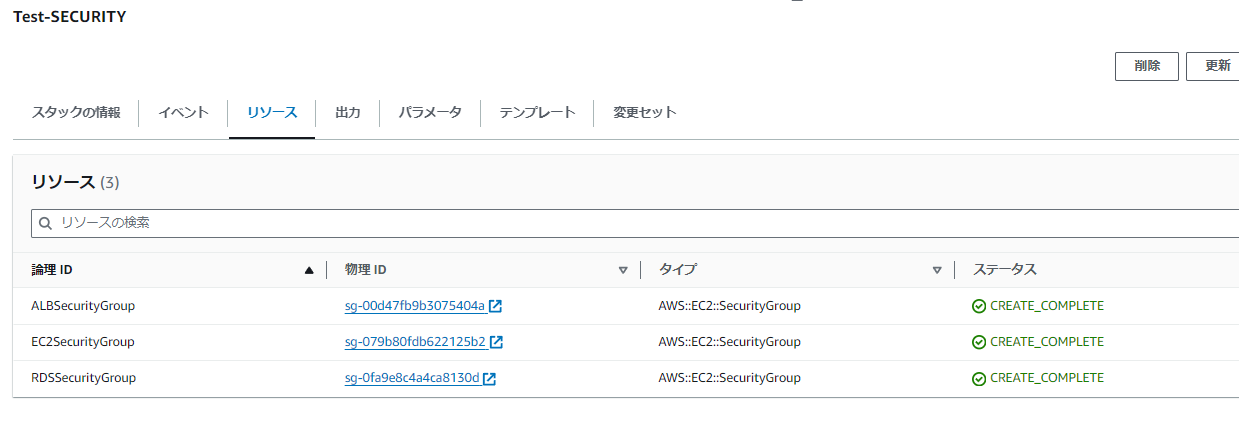 Test-SECURITY
削除 更新
スタックの情報 イベント リソース 出力 パラメータ テンプレート 変更セット
リソース (3)
リソースの検索
論理 ID 物理 ID タイプ ステータス
ALBSecurityGroup sg-00d47fb9b3075404a AWS::EC2::SecurityGroup CREATE_COMPLETE
EC2SecurityGroup sg-079b80fdb622125b2 AWS::EC2::SecurityGroup CREATE_COMPLETE
RDSSecurityGroup sg-0fa9e8c4a4ca8130d AWS::EC2::SecurityGroup CREATE_COMPLETE